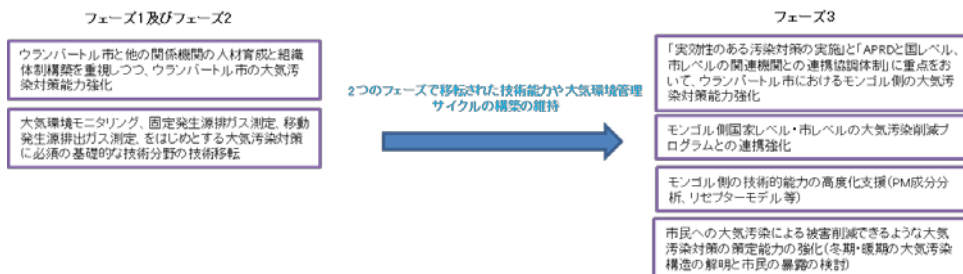 フェーズ1及びフェーズ2
ウランバートル市と他の関係機関の人材育成と組織
体制構築を重視しつつ、ウランバートル市の大気汚
染対策能力強化
大気環境モニタリング、固定発生源排ガス測定、移動
発生源排出ガス測定、をはじめとする大気汚染対策
に必須の基礎的な技術分野の技術移転
2つのフェーズで移転された技術能力や大気環境管理
サイクルの構築の維持
フェーズ3
「実効性のある汚染対策の実施」と「APRDと国レベル、
市レベルの関連機関との連携協調体制」に重点をお
いて、ウランバートル市におけるモンゴル側の大気汚
染対策能力強化
モンゴル側国家レベル・市レベルの大気汚染削減プ
ログラムとの連携強化
モンゴル側の技術的能力の高度化支援(PM成分分
析、リセプターモデル等)
市民への大気汚染による被害削減できるような大気
汚染対策の策定能力の強化(冬期・暖期の大気汚染
構造の解明と市民の暴露の検討)